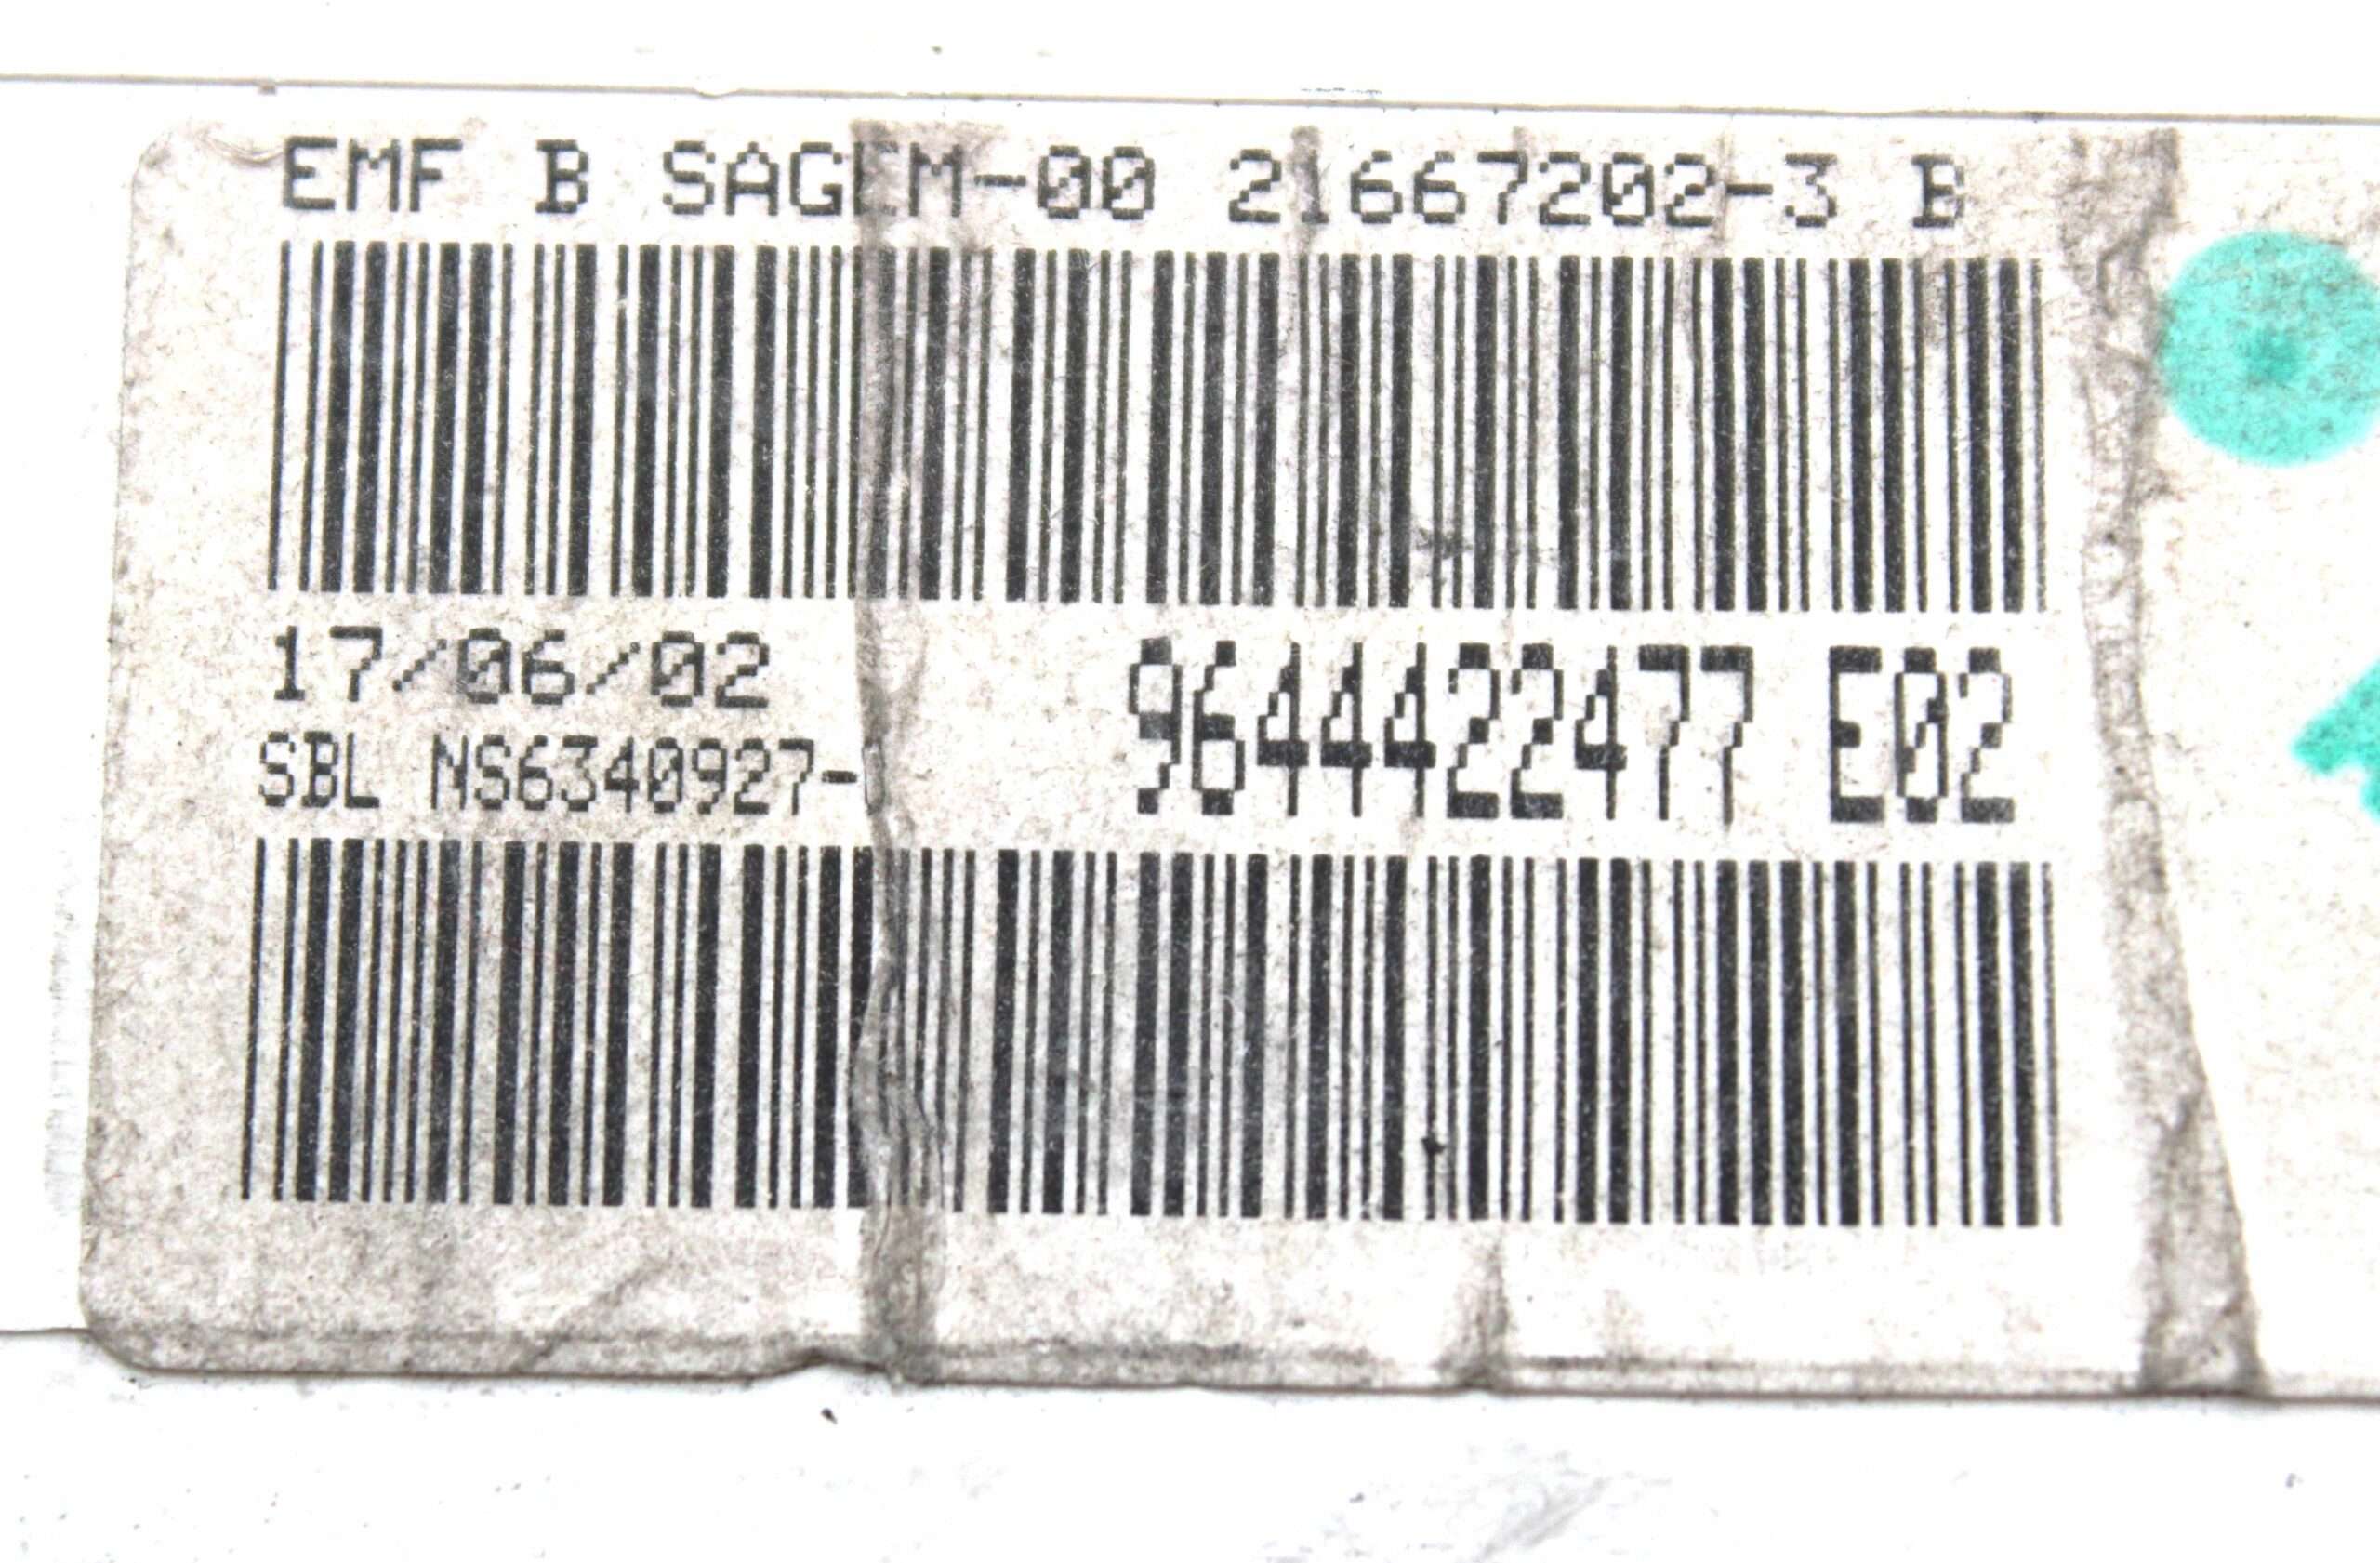 EMF B SAGEM-00 21667202-3 B
17/06/02
9644422477 E02
SBL NS6340927-